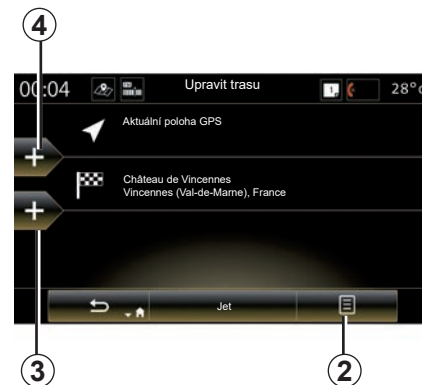 4
00:04
Upravit trasu
1
28°
Aktuální poloha GPS
+
Château de Vincennes
Vincennes (Val-de-Marne), France
+
Jet
3
2